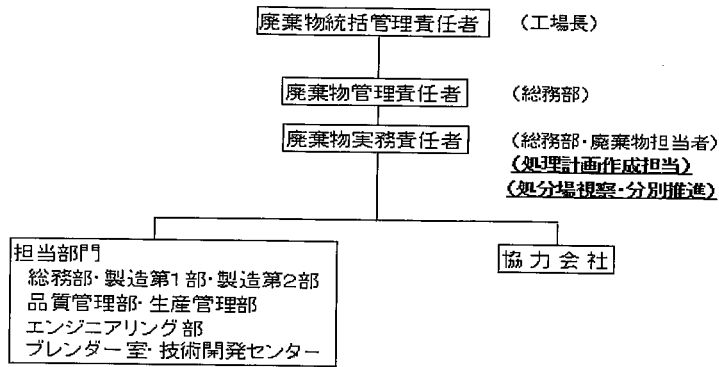 廃棄物統括管理責任者 (工場長)
廃棄物管理責任者 (総務部)
廃棄物実務責任者 (総務部・廃棄物担当者)
(処理計画作成担当)
(処分場視察・分別推進)
担当部門
総務部・製造第1部・製造第2部
品質管理部・生産管理部
エンジニアリング部
ブレンダー室・技術開発センター
協力会社